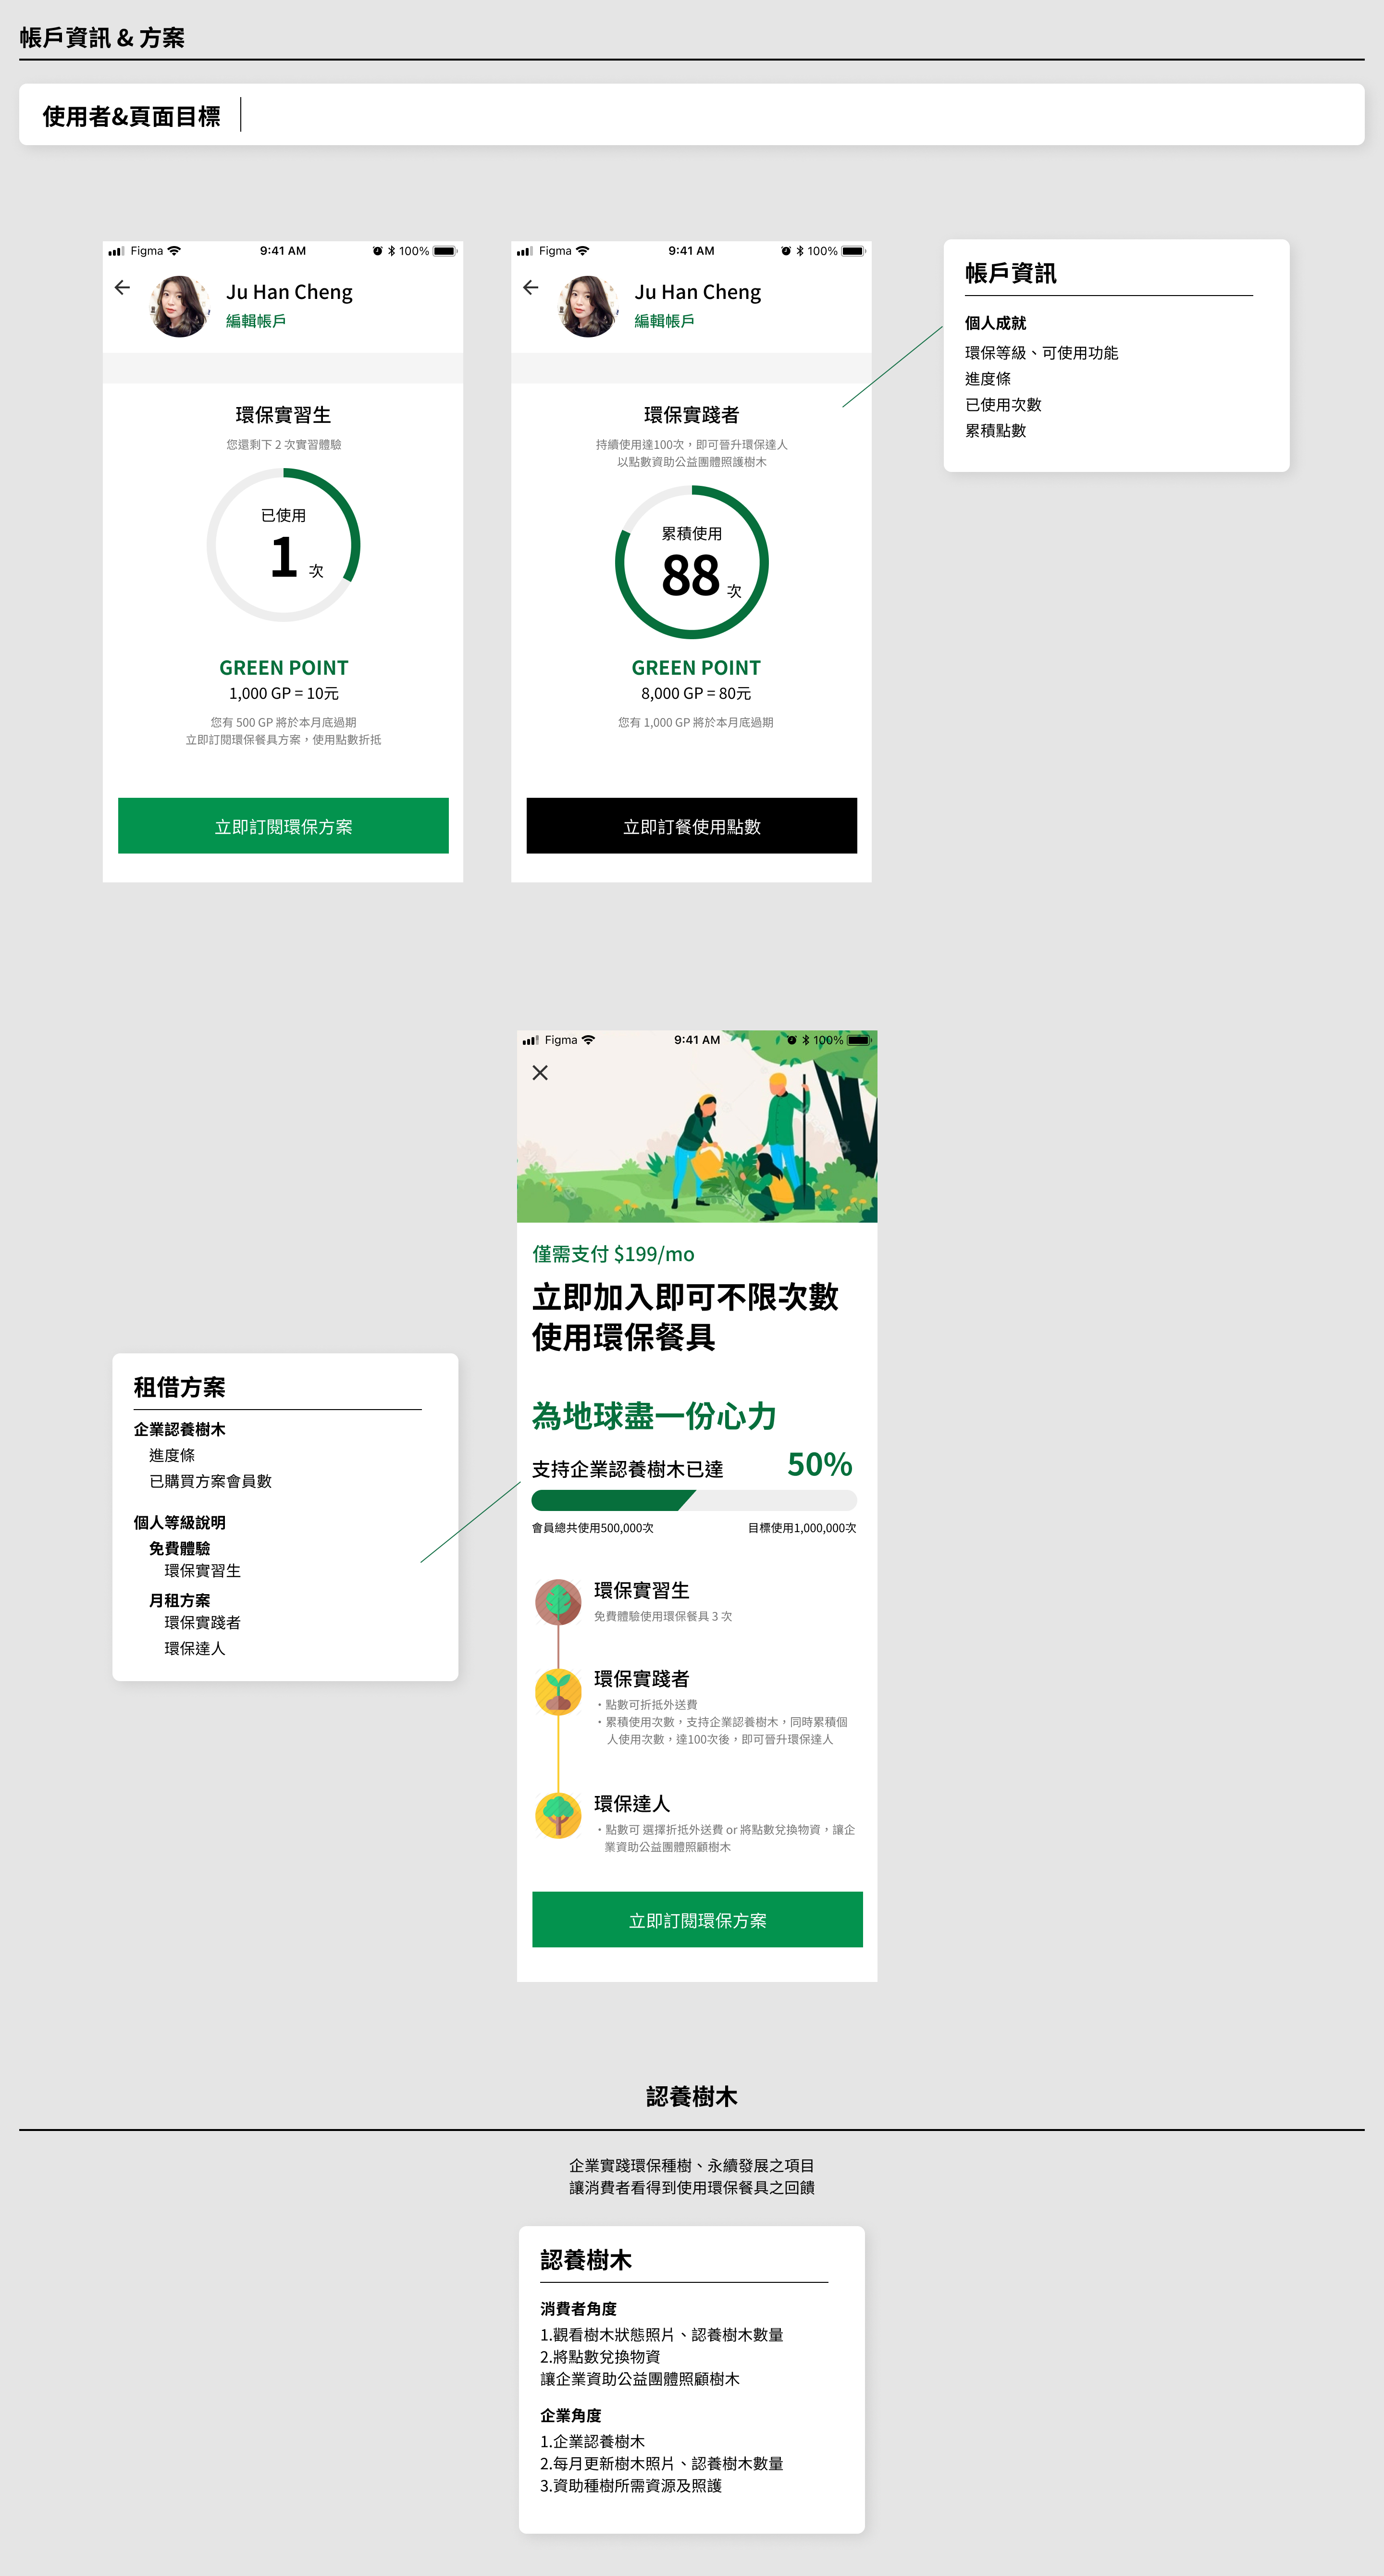 帳戶資訊 & 方案
使用者&頁面目標
Figma 9:41 AM 100%
Ju Han Cheng
編輯帳戶
環保實習生
您還剩下 2 次實習體驗
已使用
1 次
GREEN POINT
1,000 GP = 10元
您有 500 GP 將於本月底過期
立即訂閱環保餐具方案，使用點數折抵
立即訂閱環保方案
Figma 9:41 AM 100%
Ju Han Cheng
編輯帳戶
環保實踐者
持續使用達100次，即可晉升環保達人
以點數資助公益團體照護樹木
累積使用
88 次
GREEN POINT
8,000 GP = 80元
您有 1,000 GP 將於本月底過期
立即訂餐使用點數
帳戶資訊
個人成就
環保等級、可使用功能
進度條
已使用次數
累積點數
Figma 9:41 AM 100%
僅需支付 $199/mo
立即加入即可不限次數
使用環保餐具
為地球盡一份心力
支持企業認養樹木已達 50%
會員總共使用500,000次 目標使用1,000,000次
環保實習生
免費體驗使用環保餐具 3 次
環保實踐者
・點數可折抵外送費
・累積使用次數，支持企業認養樹木，同時累積個
人使用次數，達100次後，即可晉升環保達人
環保達人
・點數可 選擇折抵外送費 or 將點數兌換物資，讓企
業資助公益團體照顧樹木
立即訂閱環保方案
租借方案
企業認養樹木
進度條
已購買方案會員數
個人等級說明
免費體驗
環保實習生
月租方案
環保實踐者
環保達人
認養樹木
企業實踐環保種樹、永續發展之項目
讓消費者看得到使用環保餐具之回饋
認養樹木
消費者角度
1.觀看樹木狀態照片、認養樹木數量
2.將點數兌換物資
讓企業資助公益團體照顧樹木
企業角度
1.企業認養樹木
2.每月更新樹木照片、認養樹木數量
3.資助種樹所需資源及照護